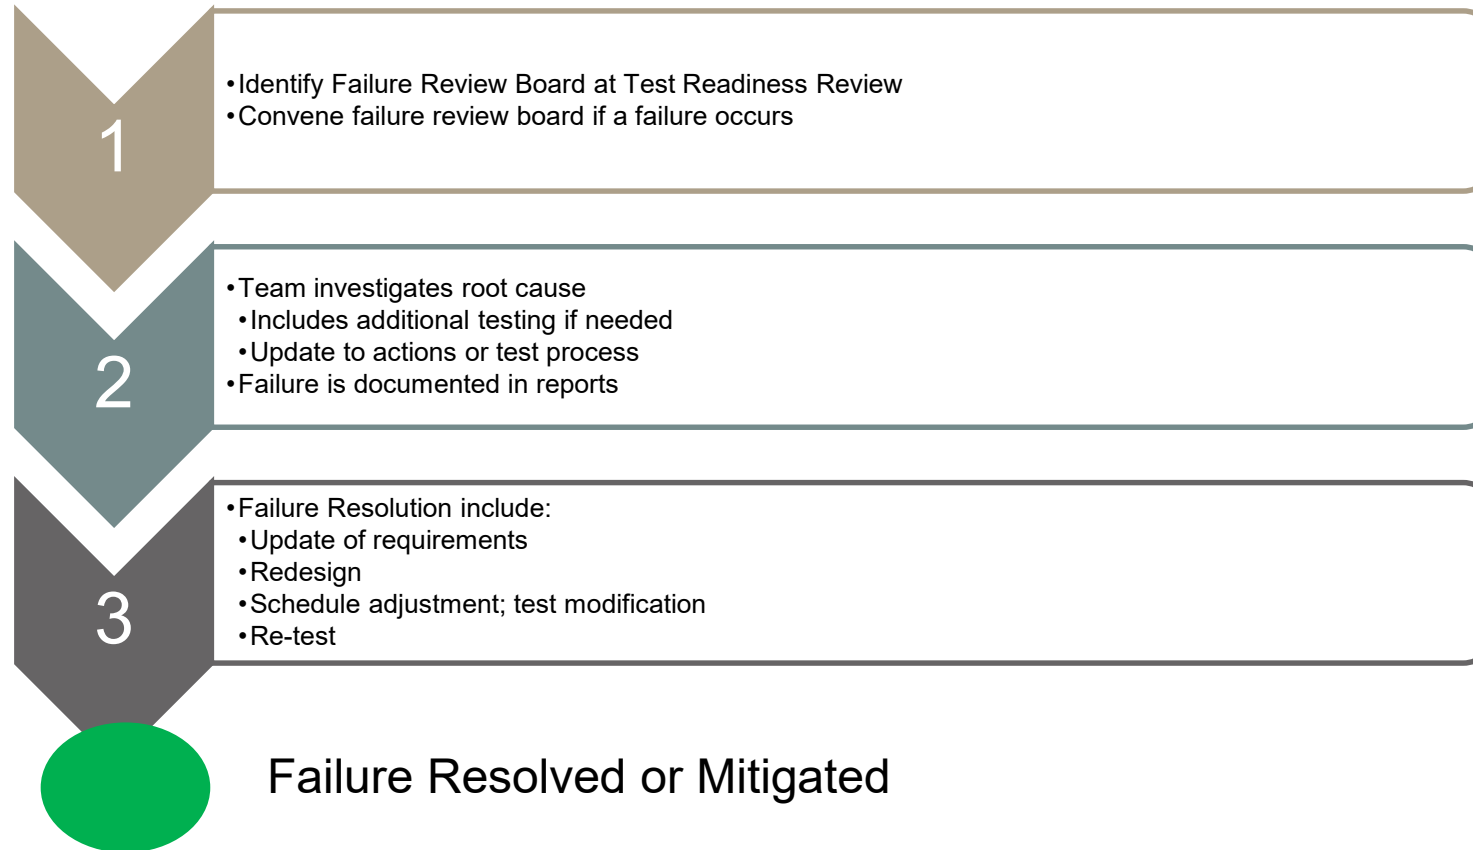 1
•Identify Failure Review Board at Test Readiness Review
•Convene failure review board if a failure occurs
2
•Team investigates root cause
•Includes additional testing if needed
•Update to actions or test process
•Failure is documented in reports
3
•Failure Resolution include:
•Update of requirements
•Redesign
•Schedule adjustment; test modification
•Re-test
Failure Resolved or Mitigated